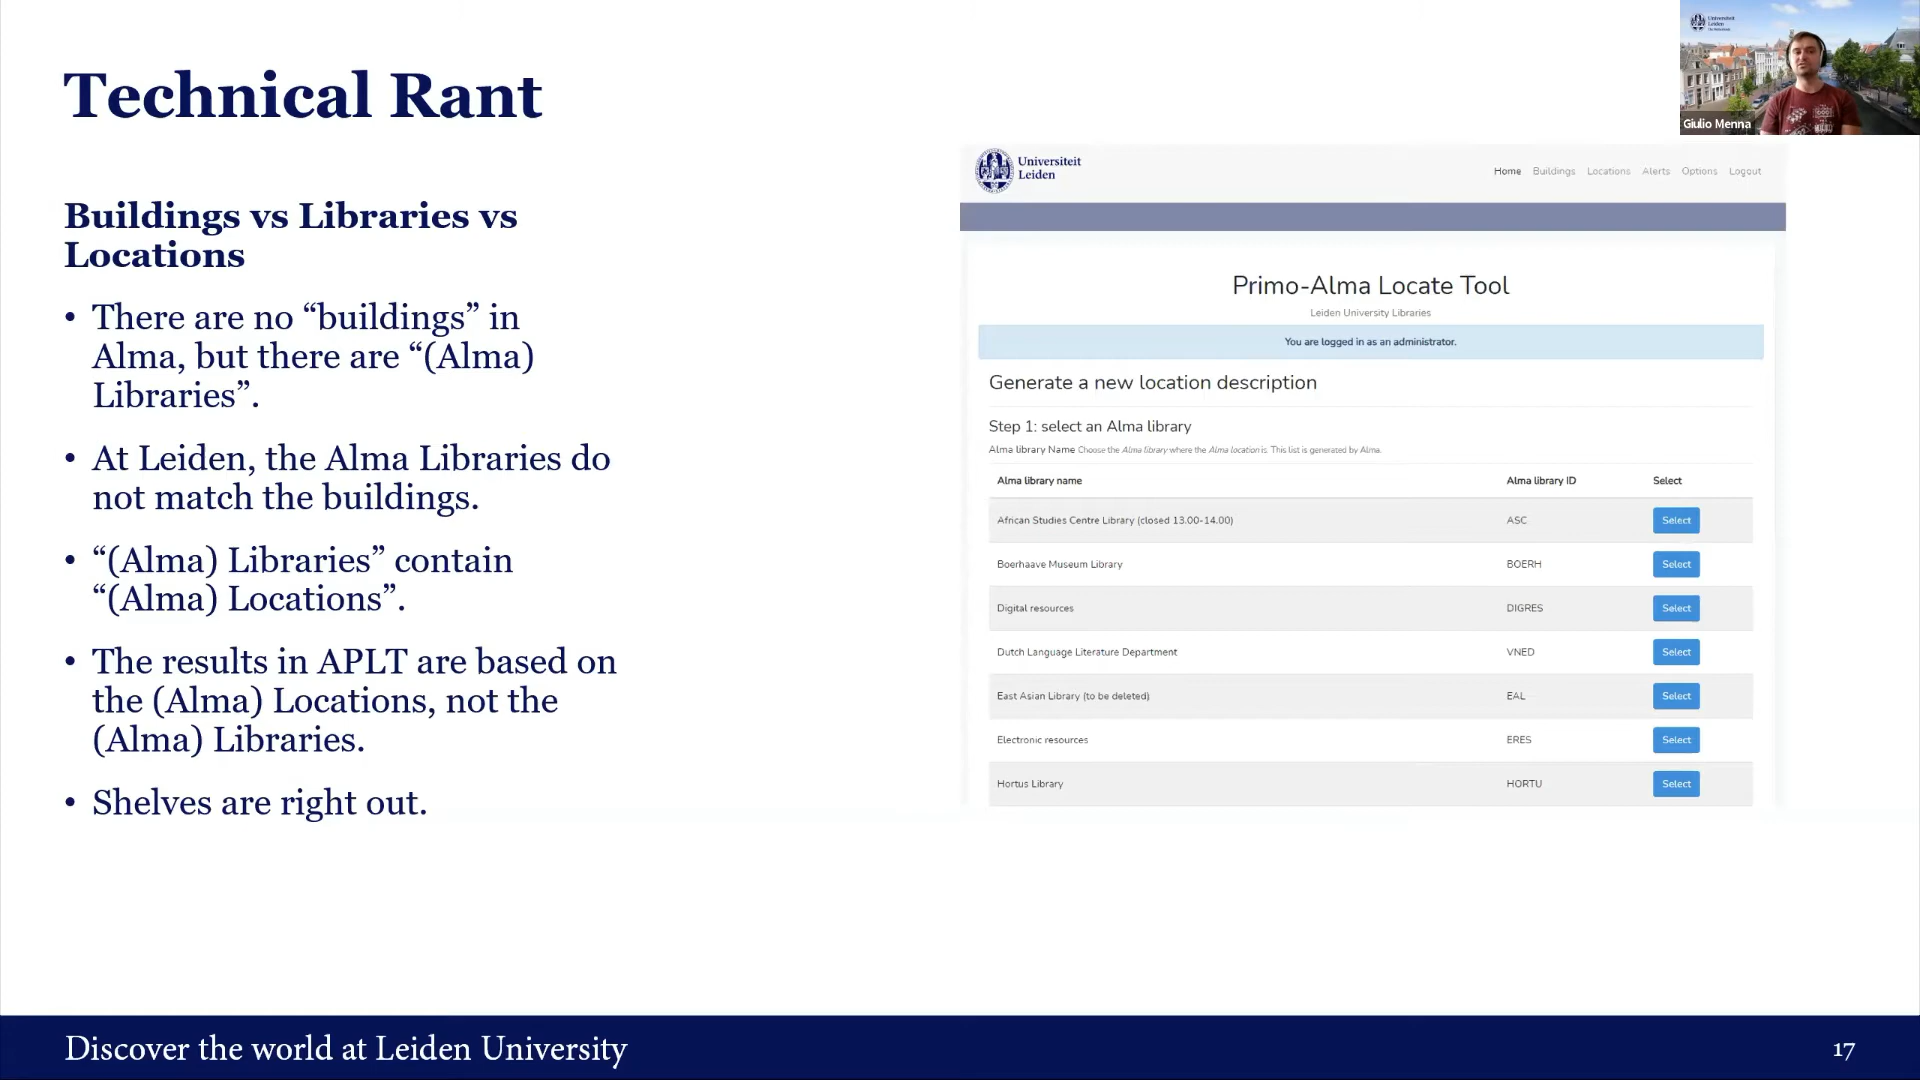 Technical Rant
Buildings vs Libraries vs
Locations
• There are no “buildings” in
Alma, but there are “(Alma)
Libraries”.
• At Leiden, the Alma Libraries do
not match the buildings.
• “(Alma) Libraries” contain
“(Alma) Locations”.
• The results in APLT are based on
the (Alma) Locations, not the
(Alma) Libraries.
• Shelves are right out.
Universiteit
Leiden
Giulio Menna
Universiteit
Leiden
Home Buildings Locations Alerts Options Logout
Primo-Alma Locate Tool
Leiden University Libraries
You are logged in as an administrator.
Generate a new location description
Step 1: select an Alma library
Alma library Name Choose the Alma library where the Alma location is. This list is generated by Alma.
Alma library name Alma library ID Select
African Studies Centre Library (closed 13.00-14.00) ASC Select
Boerhaave Museum Library BOERH Select
Digital resources DIGRES Select
Dutch Language Literature Department VNED Select
East Asian Library (to be deleted) EAL Select
Electronic resources ERES Select
Hortus Library HORTU Select
Discover the world at Leiden University
17